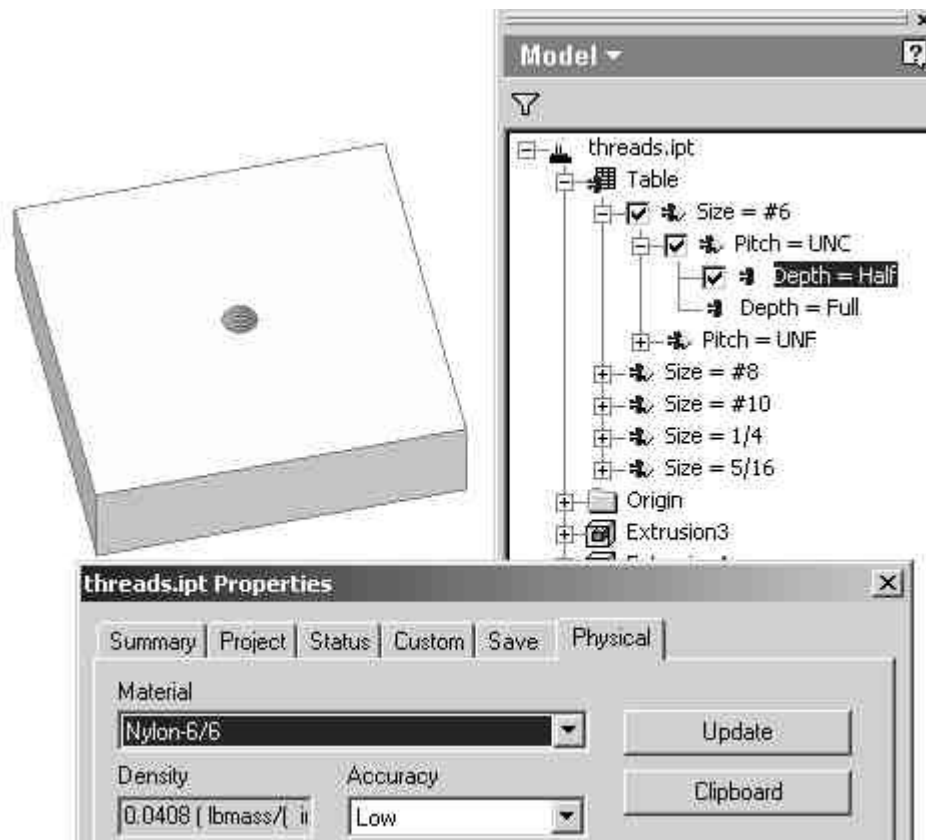 Model
threads.ipt
Table
Size = #6
Pitch = UNC
Depth = Half
Depth = Full
Pitch = UNF
Size = #8
Size = #10
Size = 1/4
Size = 5/16
Origin
Extrusion3
threads.ipt Properties
Summary Project Status Custom Save Physical
Material
Nylon-6/6 Update
Density Accuracy Clipboard
0.0408 ( lbmass/( Low